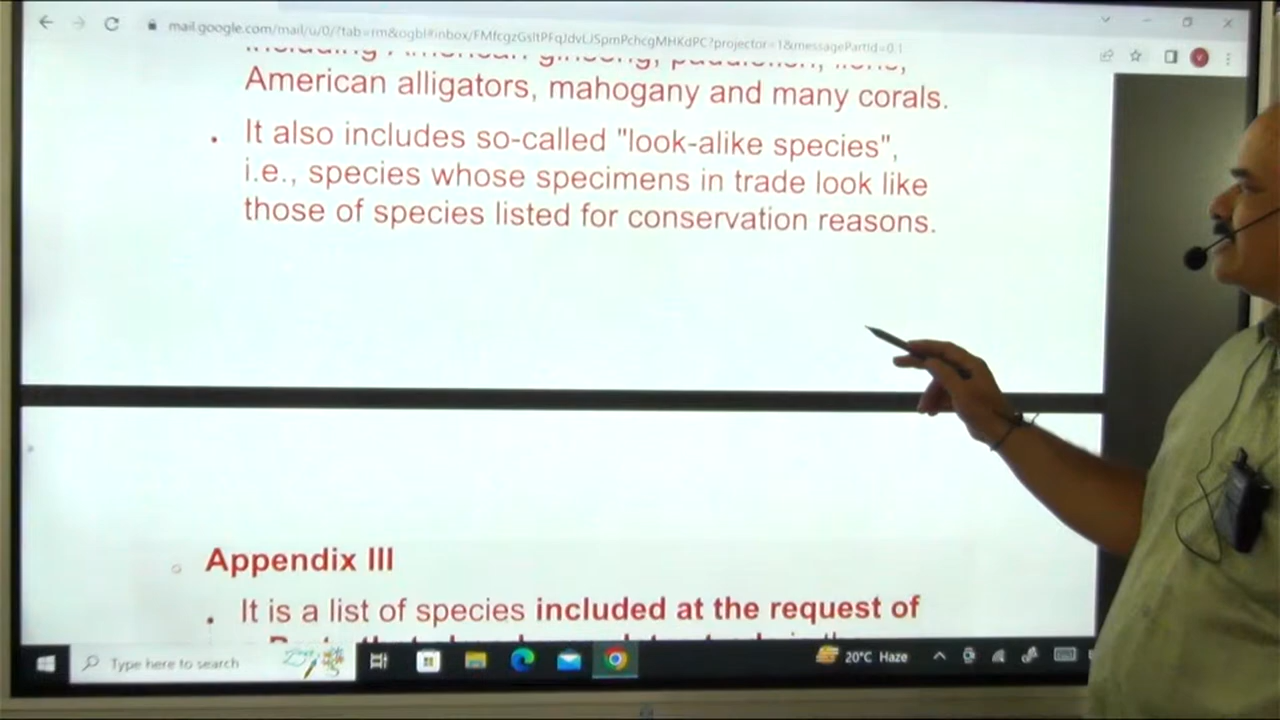 mail.google.com/mail/u/0/?tab=rm&ogbl#inbox/FMfcgzGsltPFqJdvLJSpmPchcgMHKdPC?projector=1&messagePartId=0.1
including American ginseng, paddlefish, lions,
American alligators, mahogany and many corals.
• It also includes so-called "look-alike species",
i.e., species whose specimens in trade look like
those of species listed for conservation reasons.
Appendix III
• It is a list of species included at the request of
Type here to search
20°C Haze
V